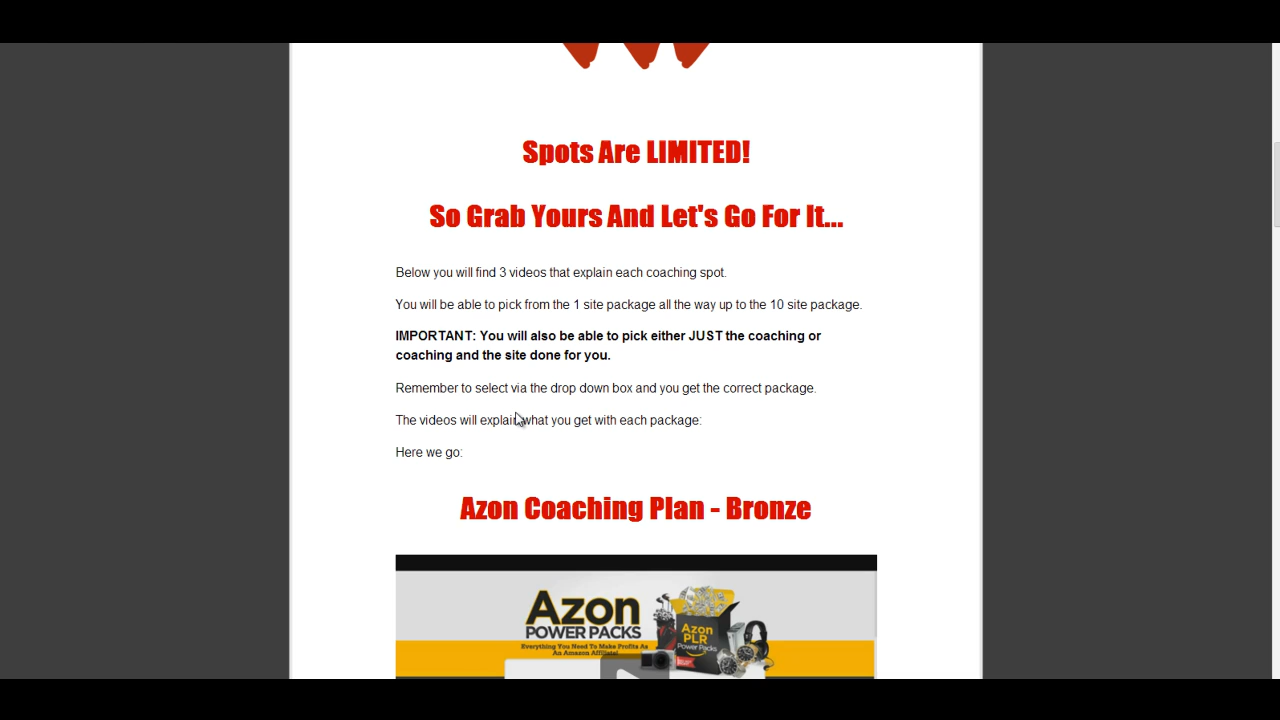 Spots Are LIMITED!
So Grab Yours And Let's Go For It...
Below you will find 3 videos that explain each coaching spot.
You will be able to pick from the 1 site package all the way up to the 10 site package.
IMPORTANT: You will also be able to pick either JUST the coaching or
coaching and the site done for you.
Remember to select via the drop down box and you get the correct package.
The videos will explain what you get with each package:
Here we go:
Azon Coaching Plan - Bronze
Azon
POWER PACKS
Everything You Need To Make Profits As
An Amazon Affiliate!
Azon
PLR
Power Packs